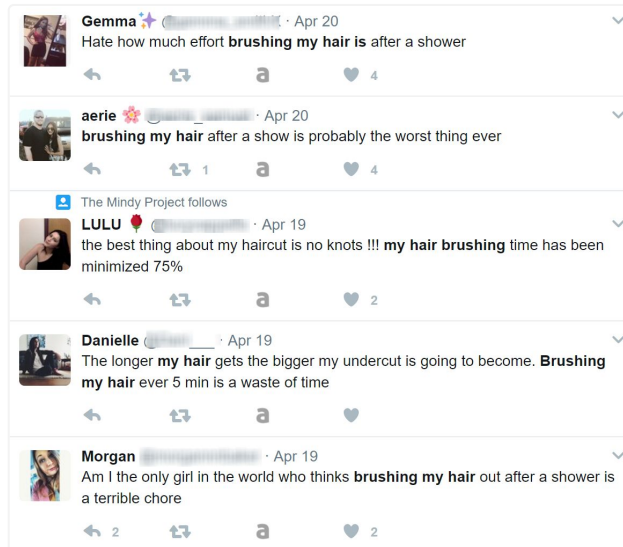 Gemma · Apr 20
Hate how much effort brushing my hair is after a shower
4
aerie · Apr 20
brushing my hair after a show is probably the worst thing ever
1 4
The Mindy Project follows
LULU · Apr 19
the best thing about my haircut is no knots !!! my hair brushing time has been
minimized 75%
2
Danielle · Apr 19
The longer my hair gets the bigger my undercut is going to become. Brushing
my hair ever 5 min is a waste of time
Morgan · Apr 19
Am I the only girl in the world who thinks brushing my hair out after a shower is
a terrible chore
2 2